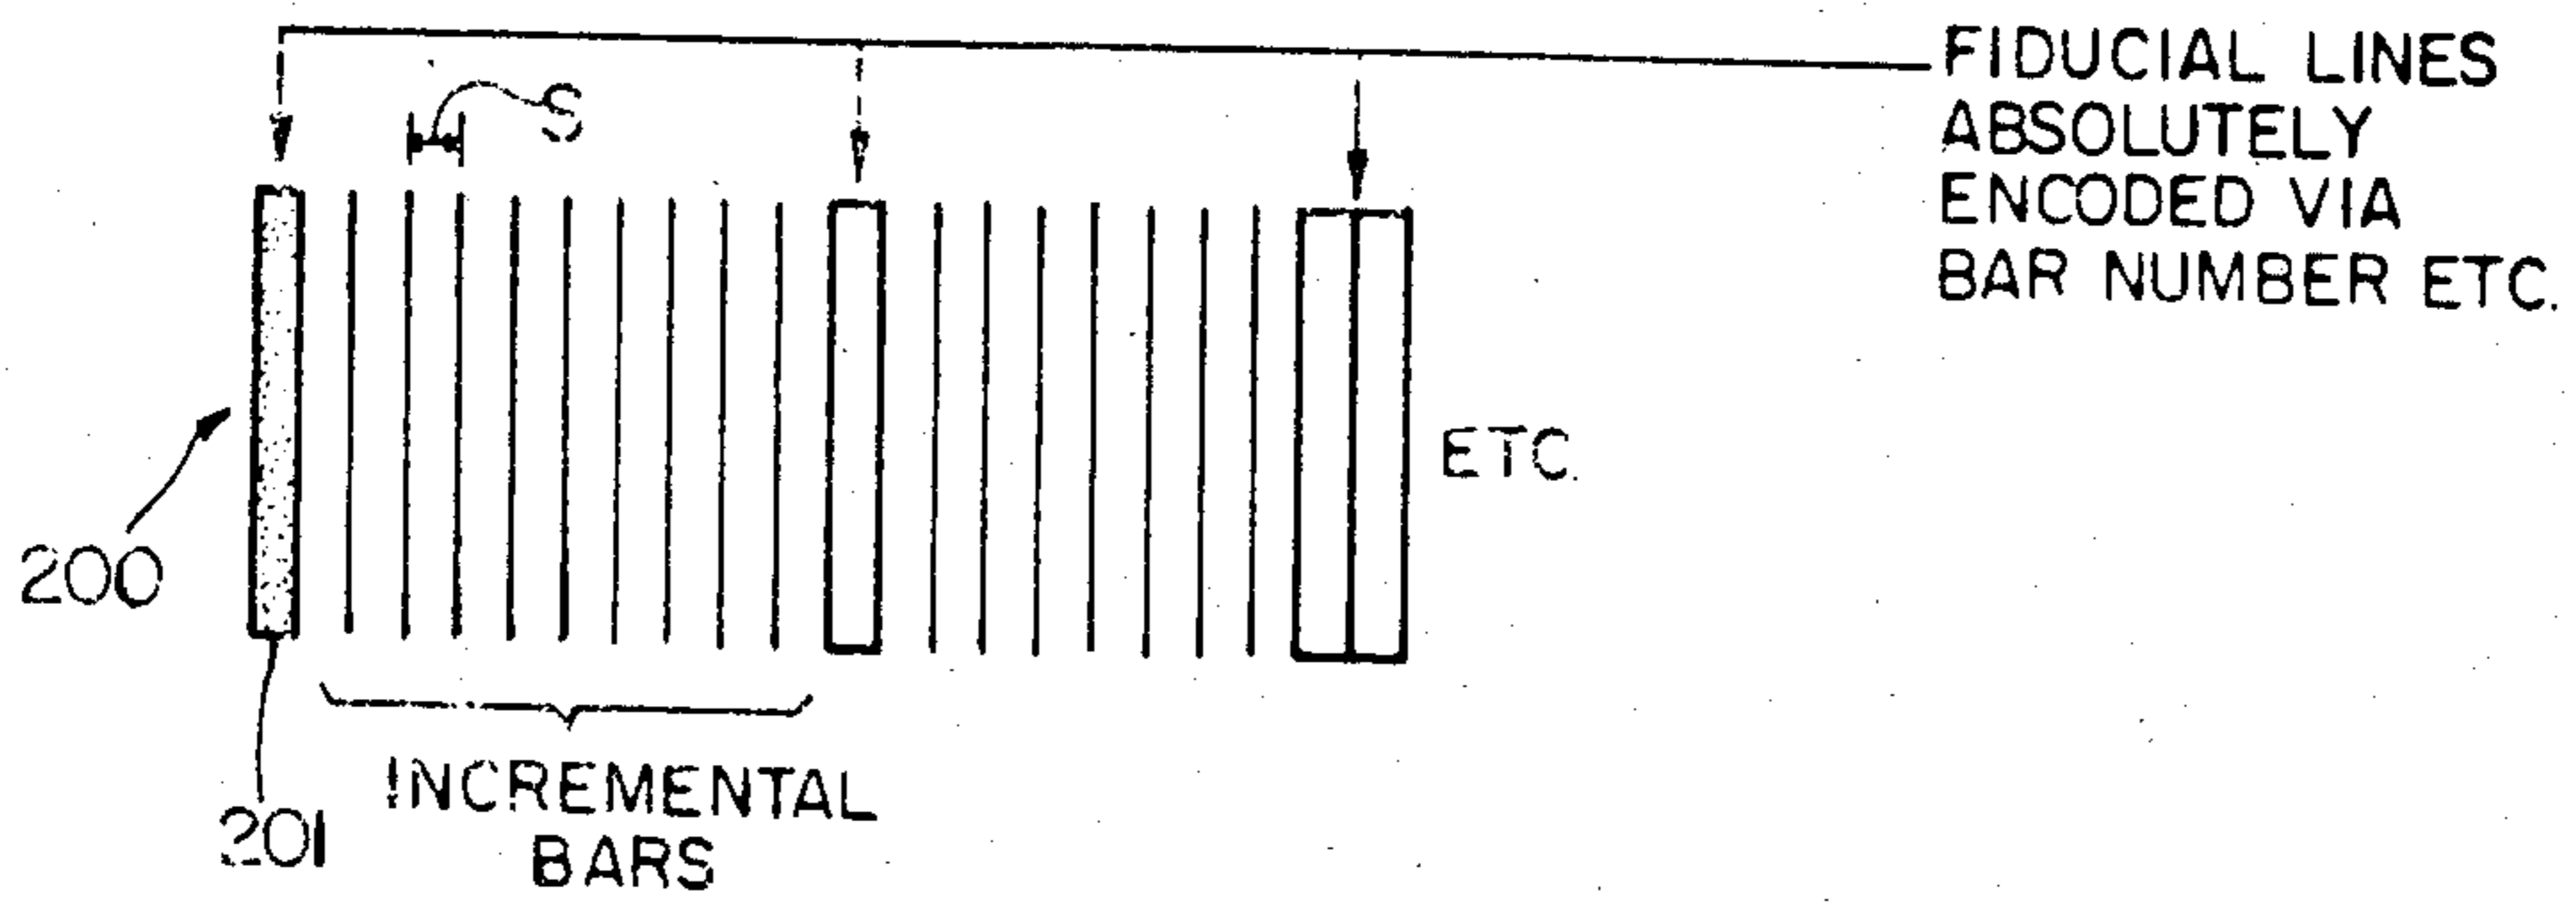 FIDUCIAL LINES
ABSOLUTELY
ENCODED VIA
BAR NUMBER ETC.
S
ETC.
200
201
INCREMENTAL
BARS